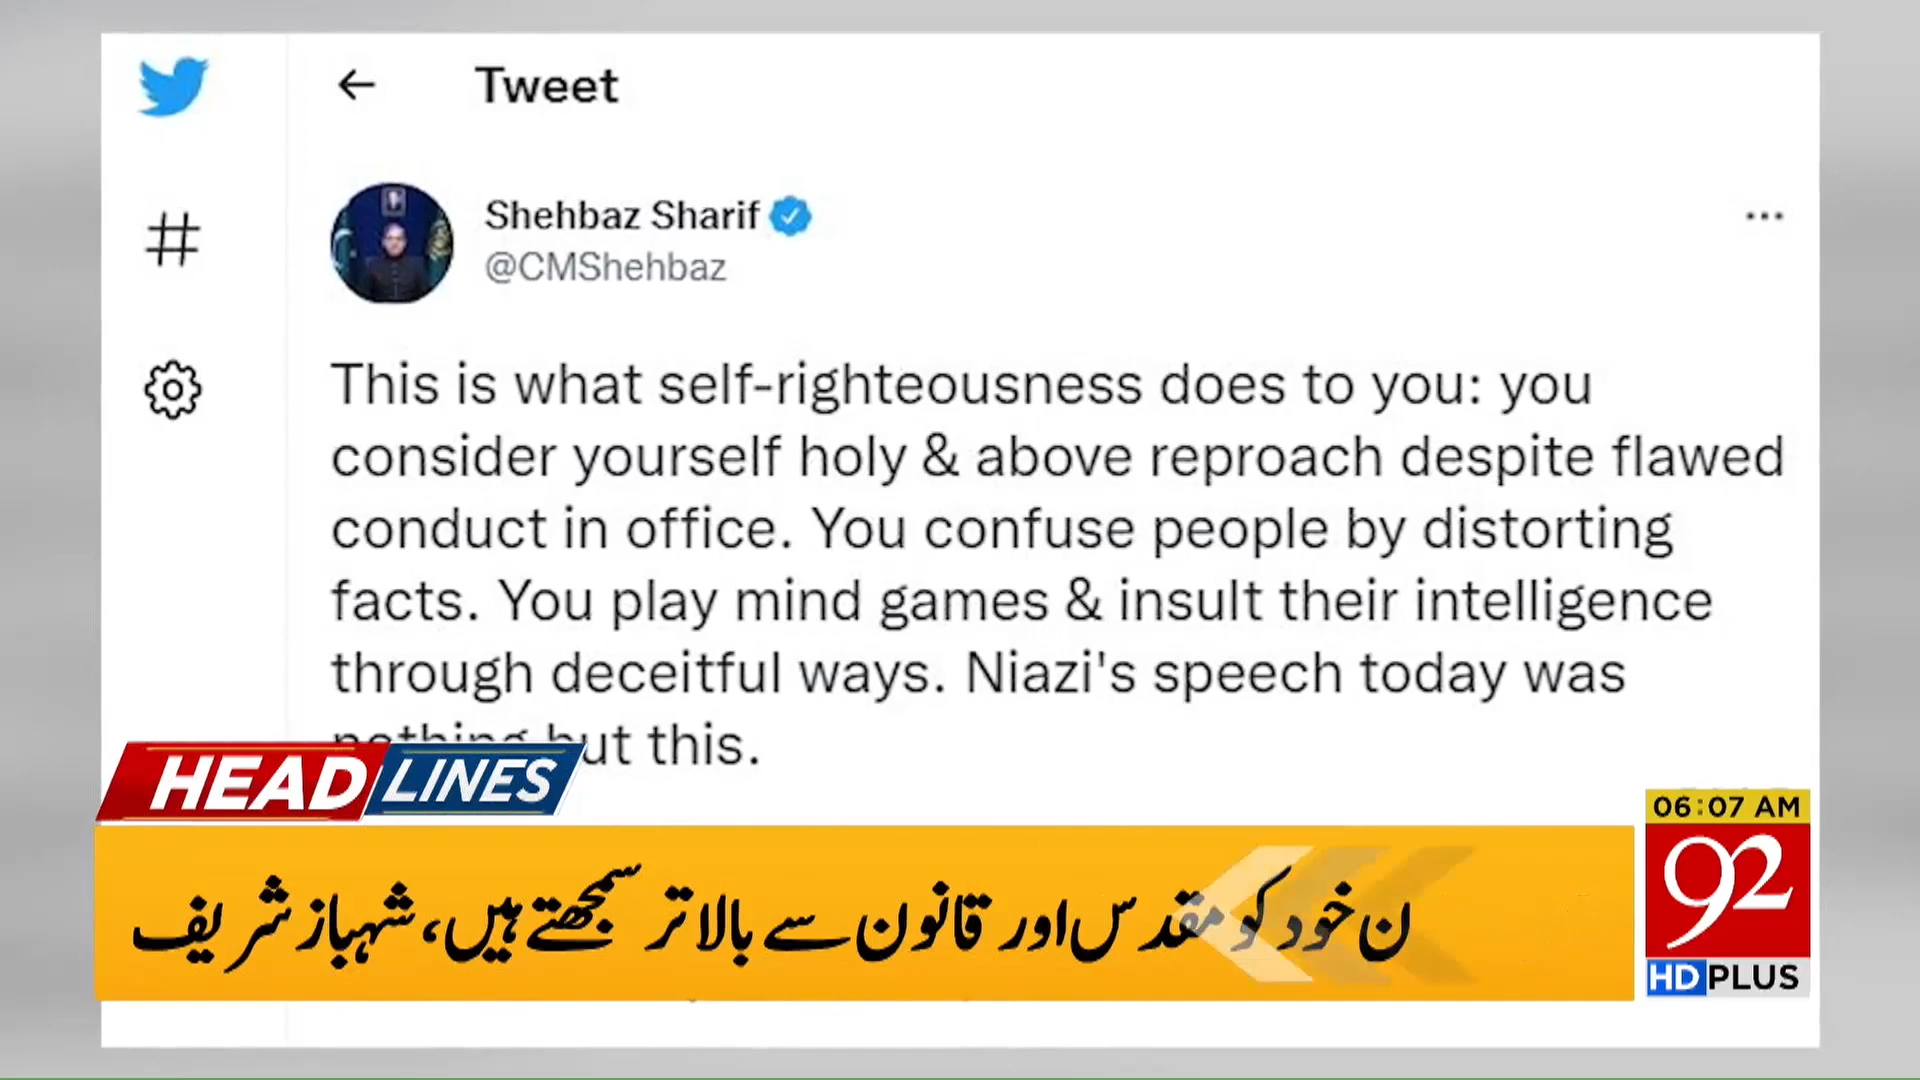 Tweet
Shehbaz Sharif
@CMShehbaz
This is what self-righteousness does to you: you
consider yourself holy & above reproach despite flawed
conduct in office. You confuse people by distorting
facts. You play mind games & insult their intelligence
through deceitful ways. Niazi's speech today was
nothing but this.
HEADLINES
ن خود کو مقدس اور قانون سے بالاتر سمجھتے ہیں، شہباز شریف
06:07 AM
92
HD PLUS